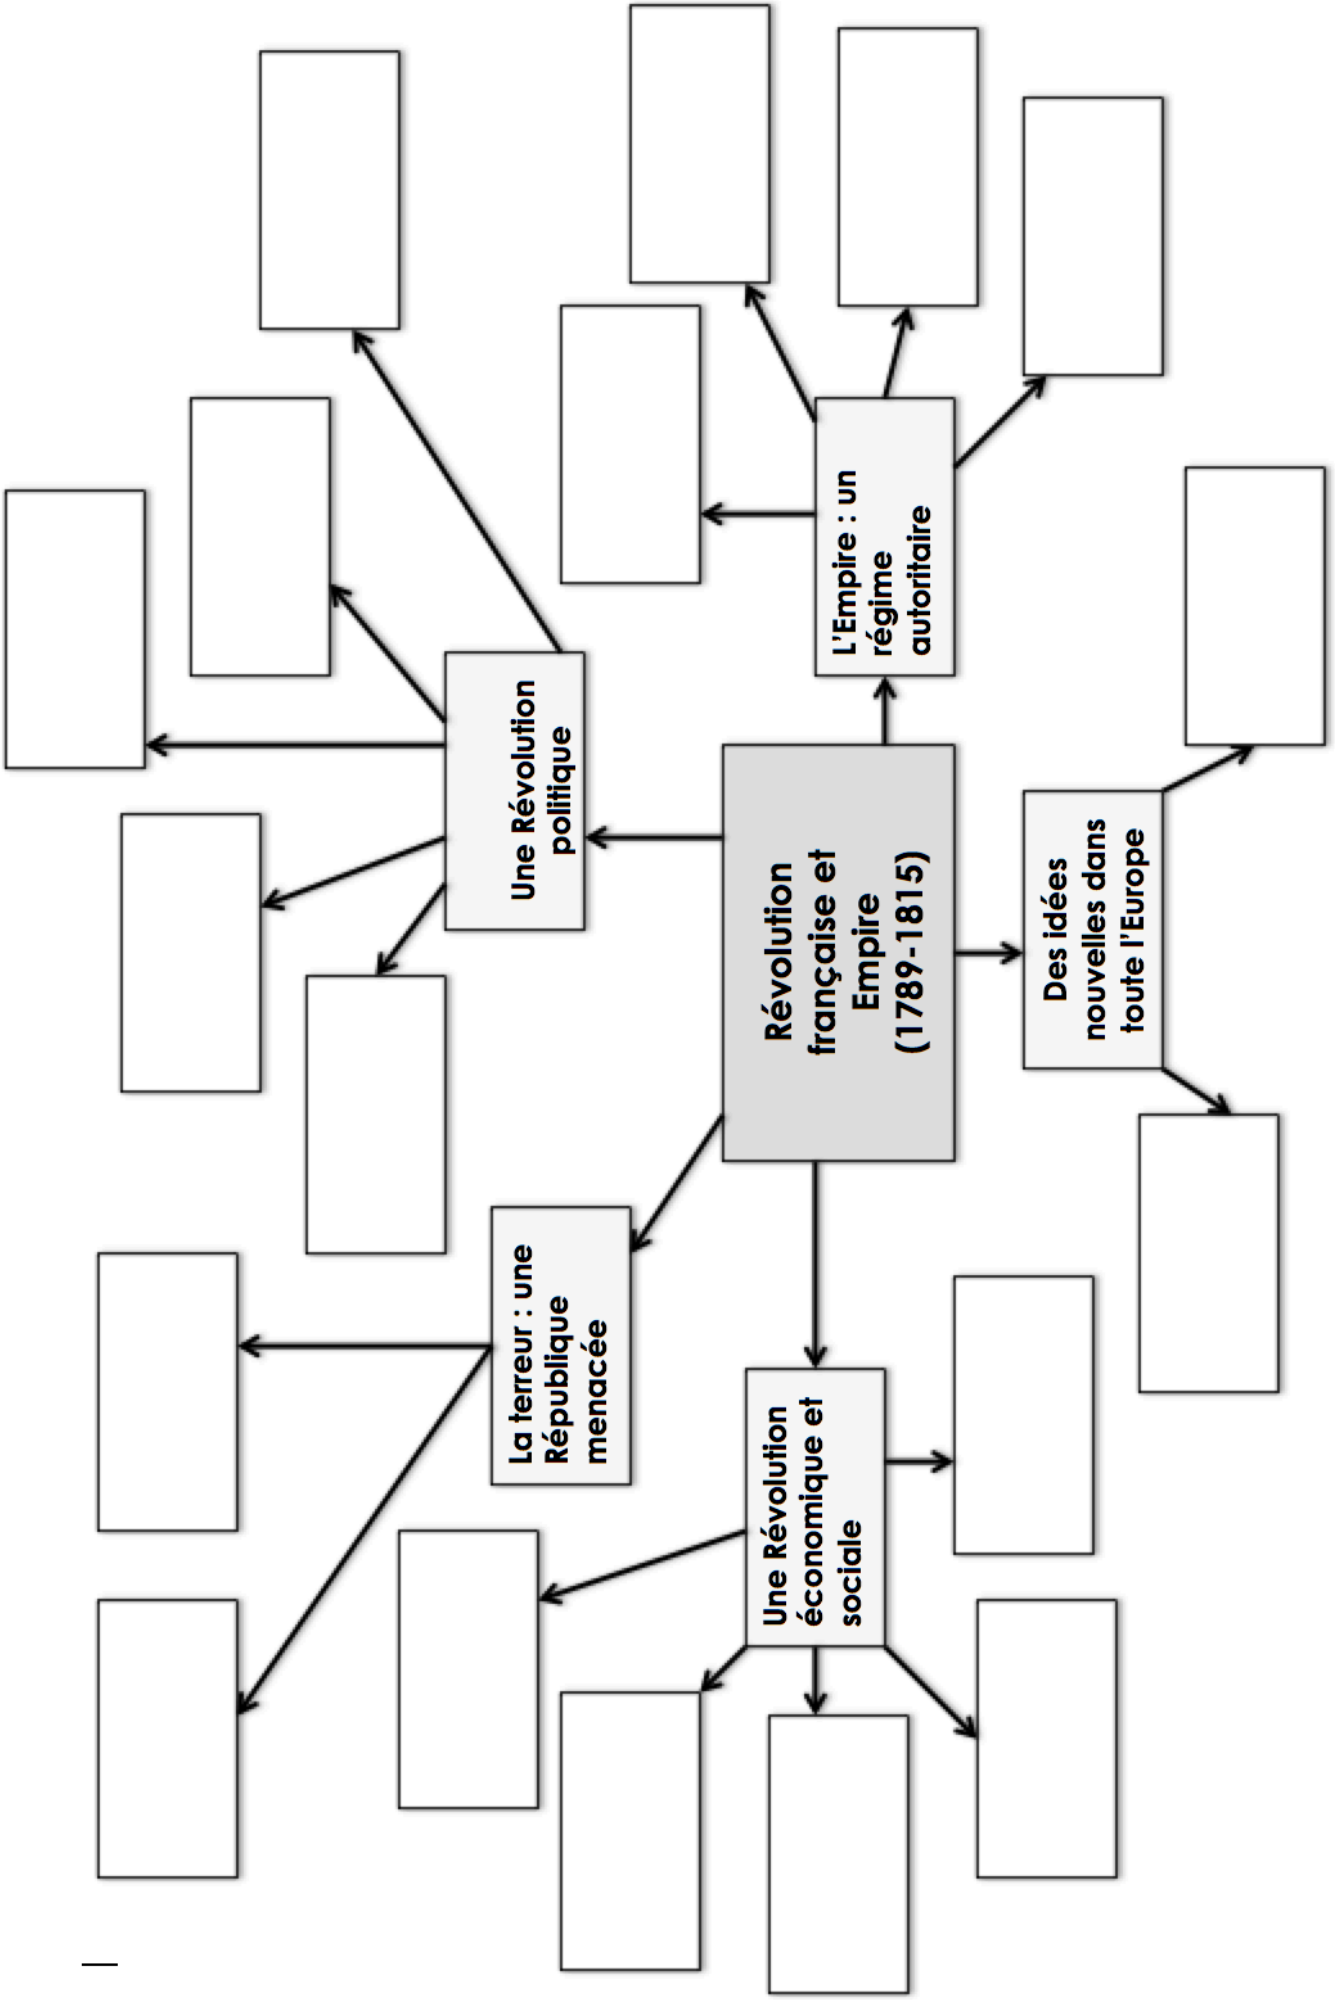 Une Révolution
politique
La terreur : une
République
menacée
Révolution
française et
Empire
(1789-1815)
L'Empire : un
régime
autoritaire
Une Révolution
économique et
sociale
Des idées
nouvelles dans
toute l'Europe